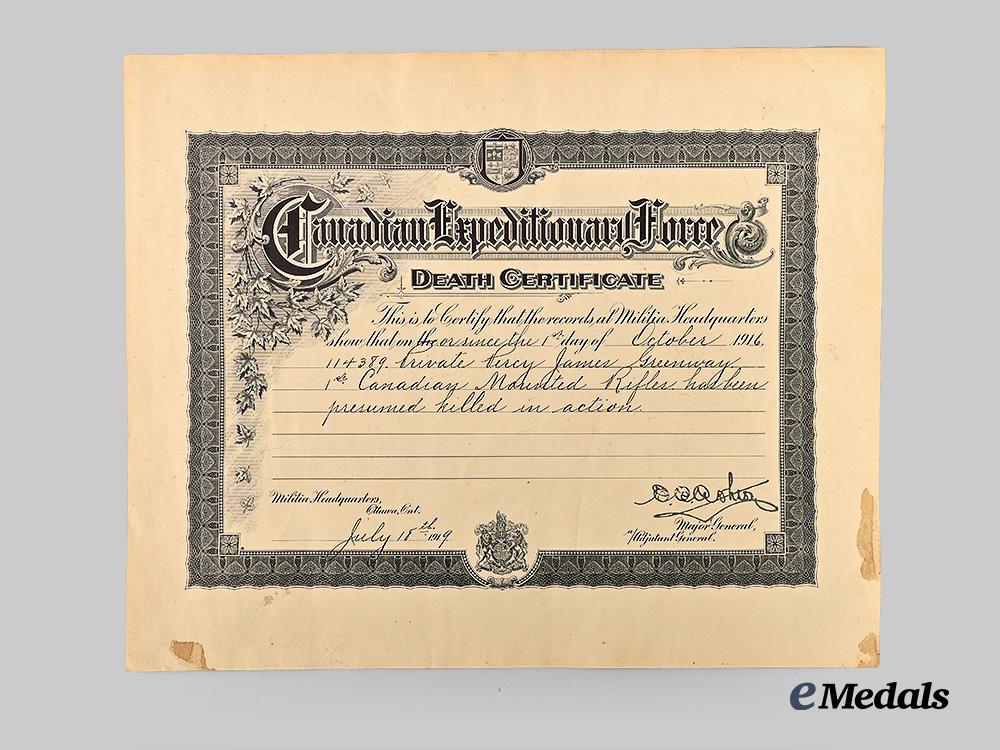 Canadian Expeditionary Force
Death Certificate
This is to Certify that the records at Militia Headquarters
show that on the or since the 1st day of October 1916,
114389. Private Percy James Greenway
1st Canadian Mounted Rifles has been
presumed killed in action.
Militia Headquarters,
Ottawa, Ont.
July 18th 1919
Major General,
Adjutant General.
eMedals